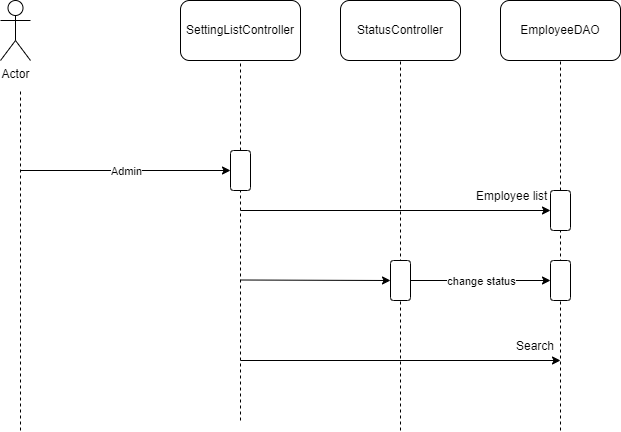 SettingListController
StatusController
EmployeeDAO
Actor
Admin
Employee list
change status
Search